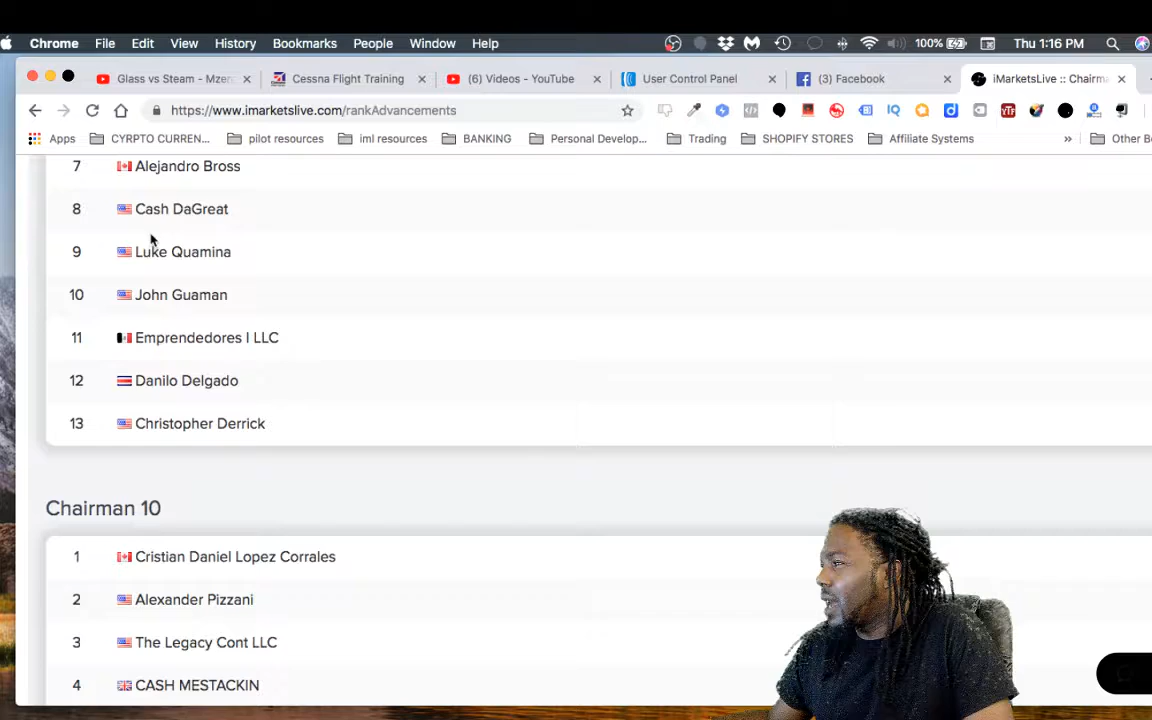 Chrome File Edit View History Bookmarks People Window Help 100% Thu 1:16 PM
Glass vs Steam - Mzer Cessna Flight Training (6) Videos - YouTube User Control Panel (3) Facebook iMarketsLive :: Chairm
https://www.imarketslive.com/rankAdvancements IQ YTF
Apps CYRPTO CURREN... pilot resources iml resources BANKING Personal Develop... Trading SHOPIFY STORES Affiliate Systems » Other B
7 Alejandro Bross
8 Cash DaGreat
9 Luke Quamina
10 John Guaman
11 Emprendedores I LLC
12 Danilo Delgado
13 Christopher Derrick
Chairman 10
1 Cristian Daniel Lopez Corrales
2 Alexander Pizzani
3 The Legacy Cont LLC
4 CASH MESTACKIN